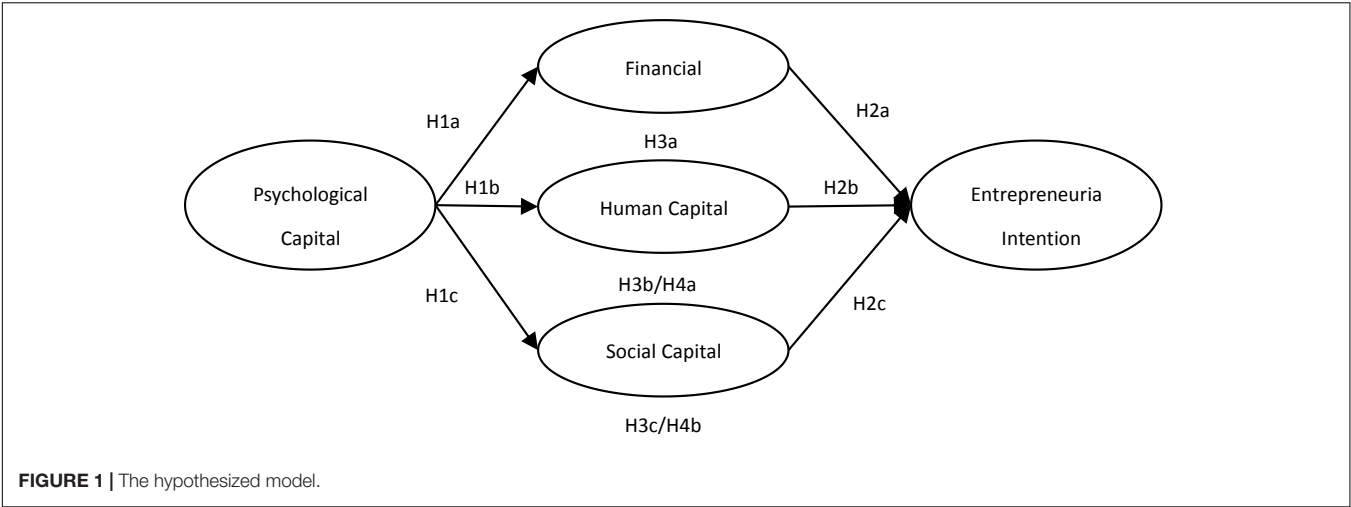 Financial
H1a
H2a
H3a
Psychological
Capital
H1b
Human Capital
H2b
Entrepreneuria
Intention
H3b/H4a
H1c
H2c
Social Capital
H3c/H4b
FIGURE 1 | The hypothesized model.